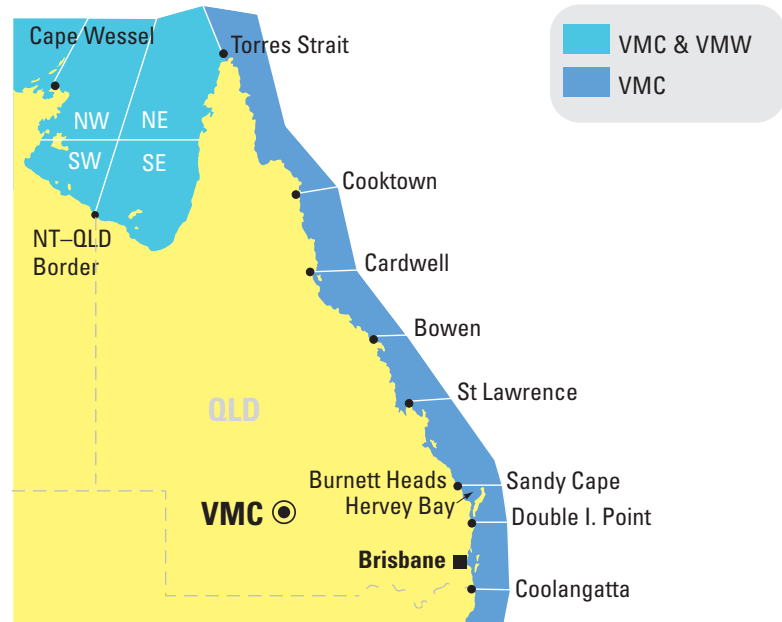 Cape Wessel
Torres Strait
VMC & VMW
VMC
NW
NE
SW
SE
Cooktown
NT–QLD
Border
Cardwell
Bowen
St Lawrence
QLD
Burnett Heads
Hervey Bay
Sandy Cape
VMC
Double I. Point
Brisbane
Coolangatta